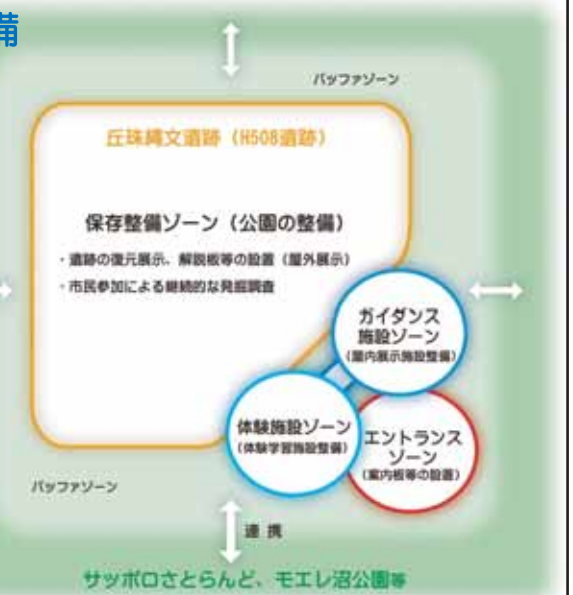 備
バッファゾーン
丘珠縄文遺跡（H508遺跡）
保存整備ゾーン（公園の整備）
・遺跡の復元展示、解説板等の設置（屋外展示）
・市民参加による継続的な発掘調査
ガイダンス
施設ゾーン
（屋内展示施設整備）
体験施設ゾーン
（体験学習施設整備）
エントランス
ゾーン
（案内板等の設置）
バッファゾーン
連携
サッポロさとらんど、モエレ沼公園等